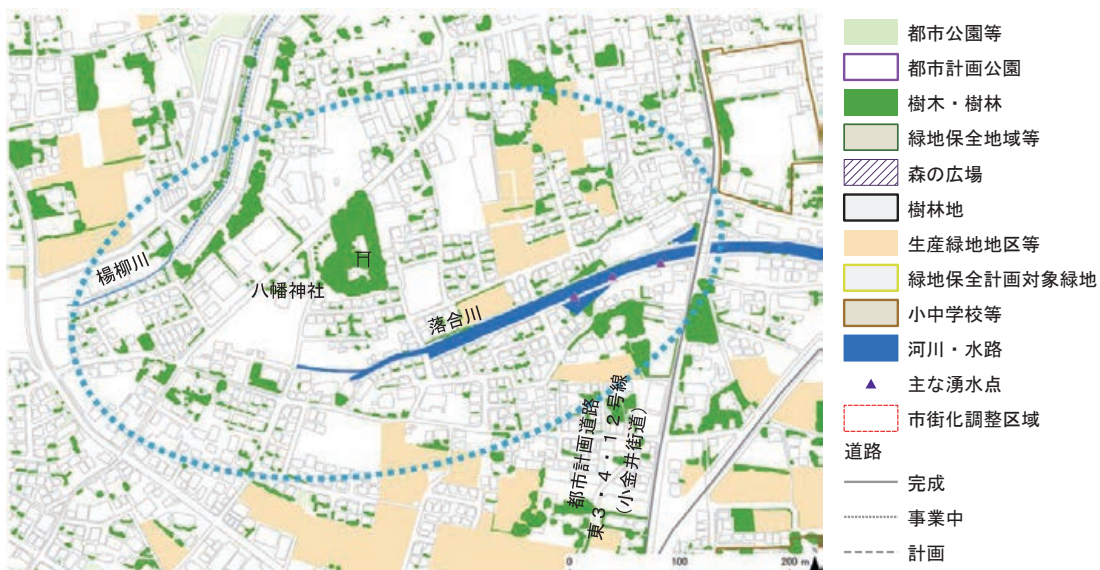 楊柳川
八幡神社
落合川
都市計画道路
東3・4・12号線
（小金井街道）
0 100 200 m
都市公園等
都市計画公園
樹木・樹林
緑地保全地域等
森の広場
樹林地
生産緑地地区等
緑地保全計画対象緑地
小中学校等
河川・水路
主な湧水点
市街化調整区域
道路
完成
事業中
計画